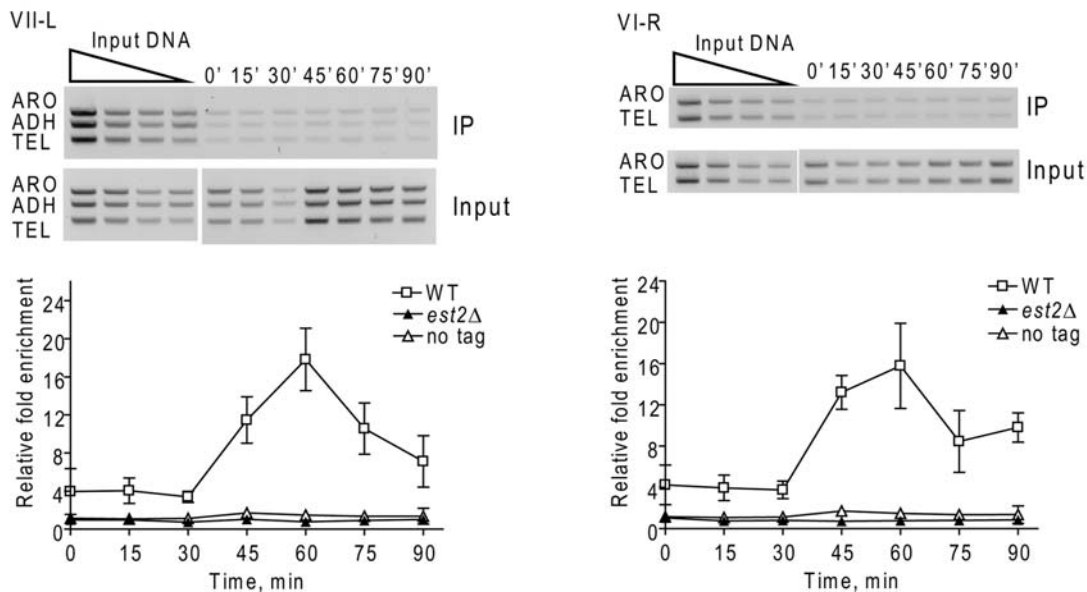 VII-L
Input DNA
0' 15' 30' 45' 60' 75' 90'
ARO
ADH
TEL
IP
ARO
ADH
TEL
Input
Relative fold enrichment
24
20
16
12
8
4
0
WT
est2Δ
no tag
0 15 30 45 60 75 90
Time, min
VI-R
Input DNA
0' 15' 30' 45' 60' 75' 90'
ARO
TEL
IP
ARO
TEL
Input
Relative fold enrichment
24
20
16
12
8
4
0
WT
est2Δ
no tag
0 15 30 45 60 75 90
Time, min